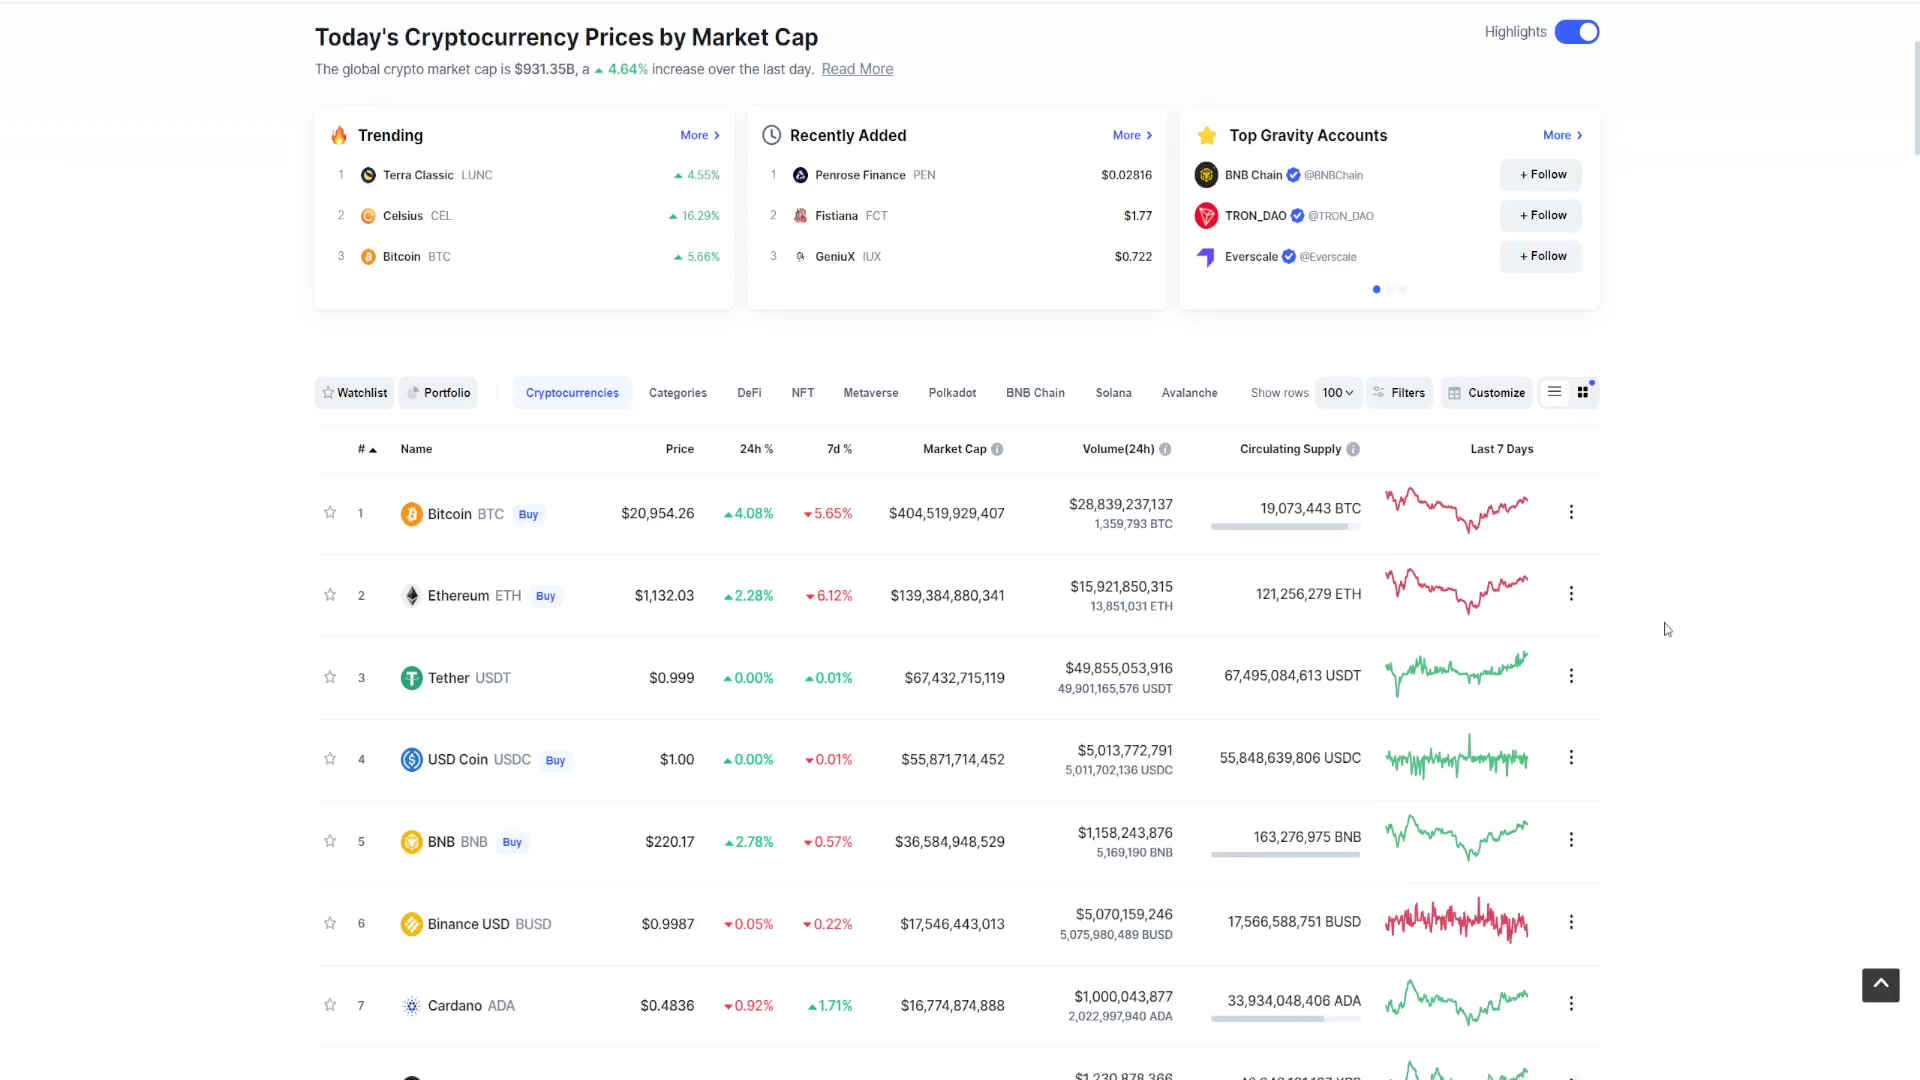 Today's Cryptocurrency Prices by Market Cap
Highlights
The global crypto market cap is $931.35B, a 4.64% increase over the last day. Read More
Trending
More
1 Terra Classic LUNC 4.55%
2 Celsius CEL 16.29%
3 Bitcoin BTC 5.66%
Recently Added
More
1 Penrose Finance PEN $0.02816
2 Fistiana FCT $1.77
3 GeniuX IUX $0.722
Top Gravity Accounts
More
BNB Chain @BNBChain + Follow
TRON_DAO @TRON_DAO + Follow
Everscale @Everscale + Follow
Watchlist Portfolio Cryptocurrencies Categories DeFi NFT Metaverse Polkadot BNB Chain Solana Avalanche Show rows 100 Filters Customize
# Name Price 24h % 7d % Market Cap Volume(24h) Circulating Supply Last 7 Days
1 Bitcoin BTC Buy $20,954.26 4.08% 5.65% $404,519,929,407 $28,839,237,137 19,073,443 BTC
1,359,793 BTC
2 Ethereum ETH Buy $1,132.03 2.28% 6.12% $139,384,880,341 $15,921,850,315 121,256,279 ETH
13,851,031 ETH
3 Tether USDT $0.999 0.00% 0.01% $67,432,715,119 $49,855,053,916 67,495,084,613 USDT
49,901,165,576 USDT
4 USD Coin USDC Buy $1.00 0.00% 0.01% $55,871,714,452 $5,013,772,791 55,848,639,806 USDC
5,011,702,136 USDC
5 BNB BNB Buy $220.17 2.78% 0.57% $36,584,948,529 $1,158,243,876 163,276,975 BNB
5,169,190 BNB
6 Binance USD BUSD $0.9987 0.05% 0.22% $17,546,443,013 $5,070,159,246 17,566,588,751 BUSD
5,075,980,489 BUSD
7 Cardano ADA $0.4836 0.92% 1.71% $16,774,874,888 $1,000,043,877 33,934,048,406 ADA
2,022,997,940 ADA
$1,230,878,366